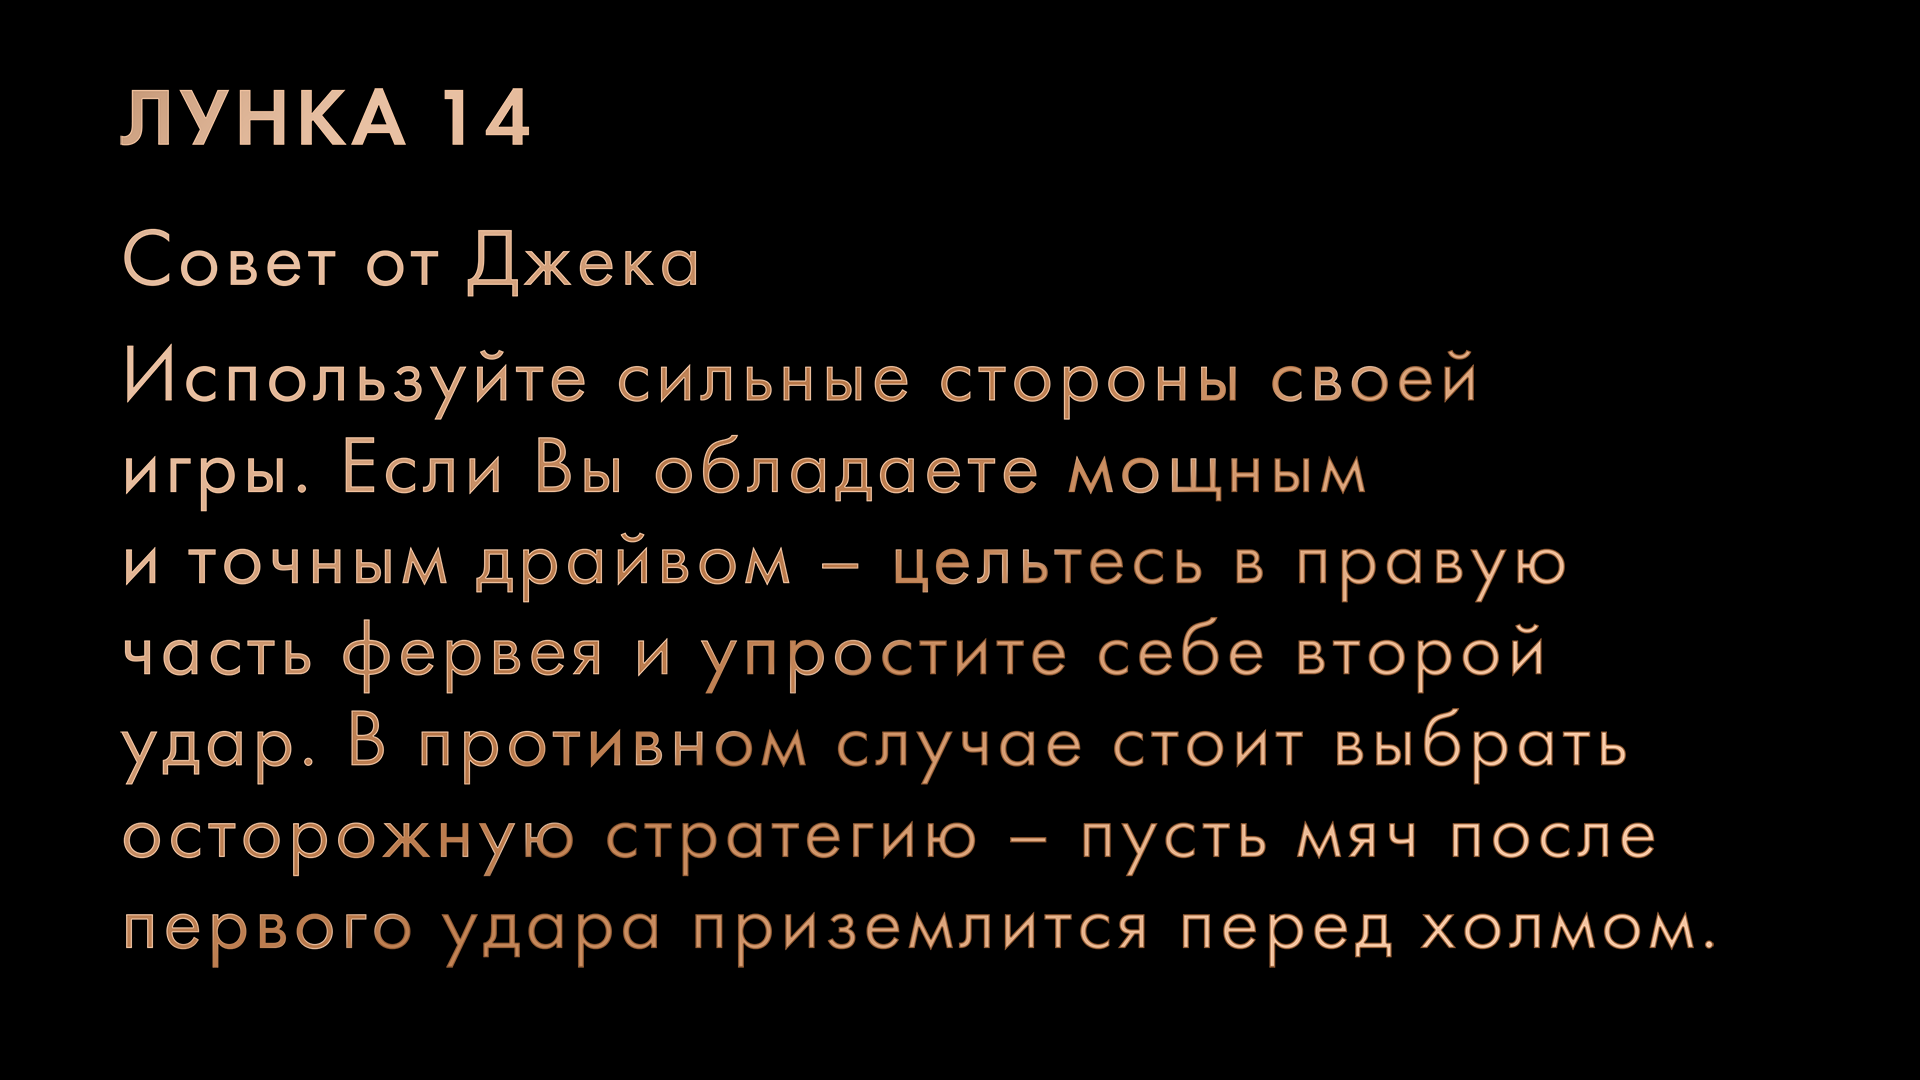 ЛУНКА 14
Совет от Джека
Используйте сильные стороны своей
игры. Если Вы обладаете мощным
и точным драйвом – цельтесь в правую
часть фервея и упростите себе второй
удар. В противном случае стоит выбрать
осторожную стратегию – пусть мяч после
первого удара приземлится перед холмом.